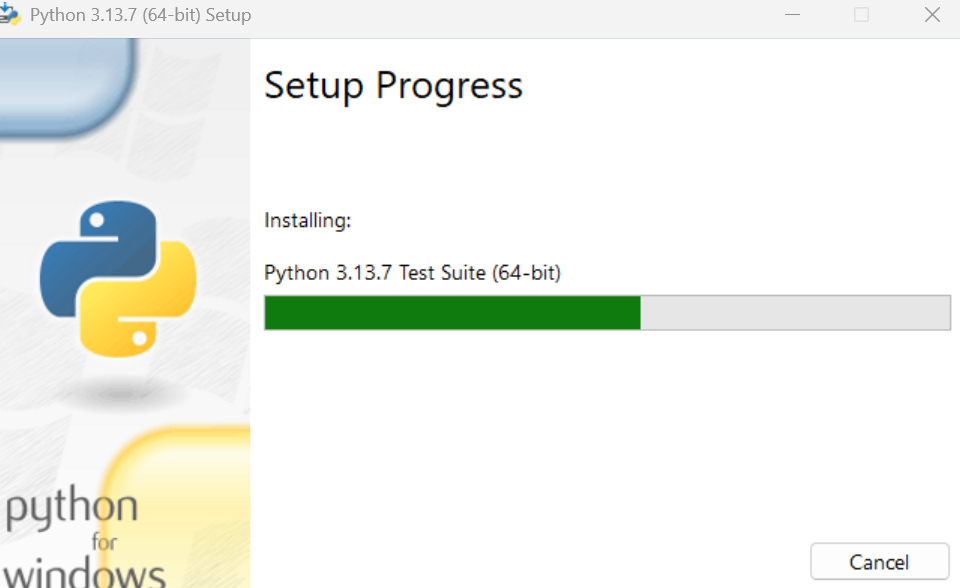 Python 3.13.7 (64-bit) Setup
Setup Progress
Installing:
Python 3.13.7 Test Suite (64-bit)
python
for
windows
Cancel